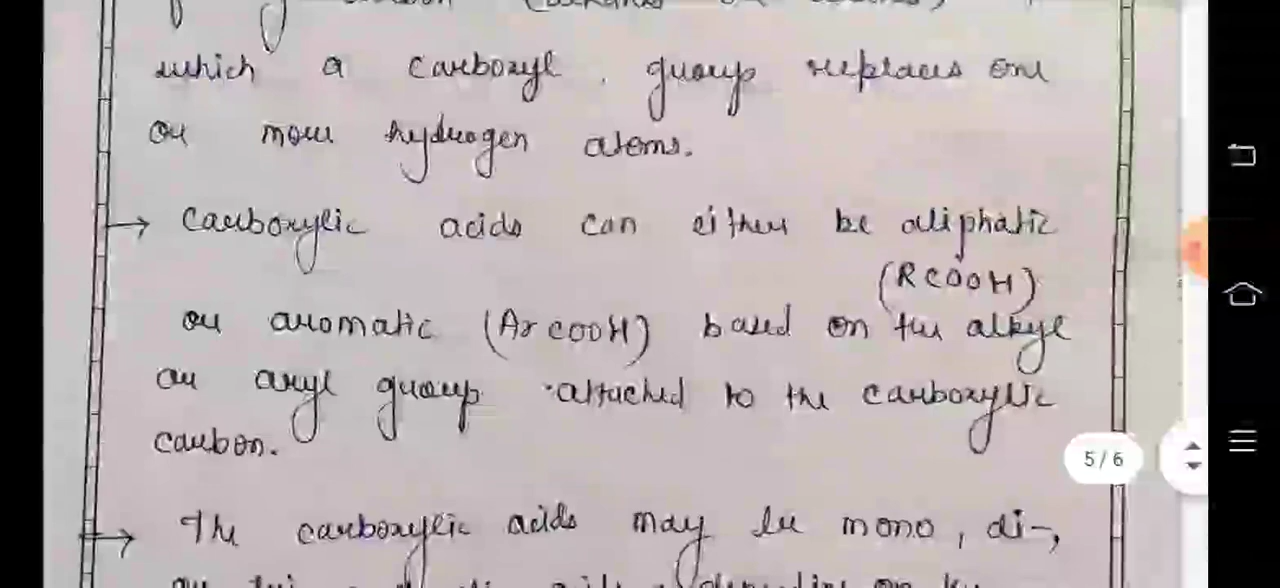 which a carboxyl group replaces one
or more hydrogen atoms.
→ Carboxylic acids can either be aliphatic
(RCOOH)
or aromatic (ArCOOH) based on the alkyl
or aryl group attached to the carboxylic
carbon.
5/6
→ The carboxylic acids may be mono, di-,